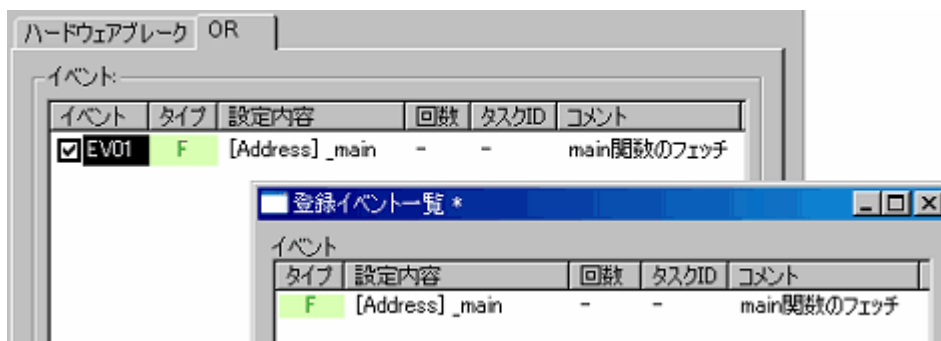 ハードウェアブレーク OR
イベント:
イベント タイプ 設定内容 回数 タスクID コメント
EV01 F [Address] _main - - main関数のフェッチ
登録イベント一覧 *
イベント
タイプ 設定内容 回数 タスクID コメント
F [Address] _main - - main関数のフェッチ